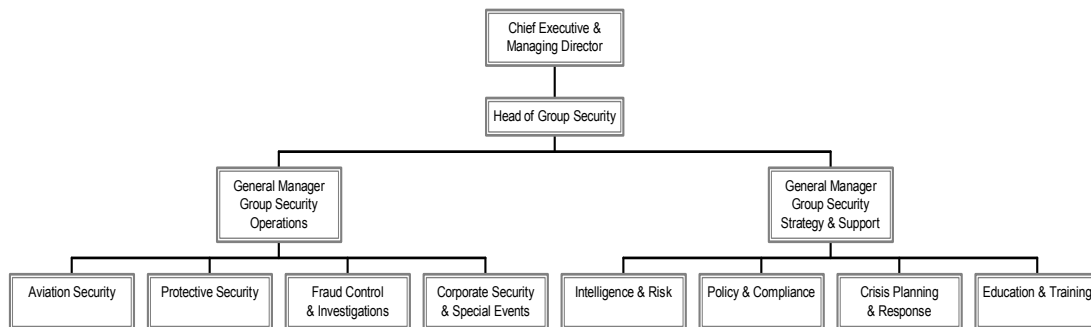 Chief Executive &
Managing Director
Head of Group Security
General Manager
Group Security
Operations
General Manager
Group Security
Strategy & Support
Aviation Security
Protective Security
Fraud Control
& Investigations
Corporate Security
& Special Events
Intelligence & Risk
Policy & Compliance
Crisis Planning
& Response
Education & Training